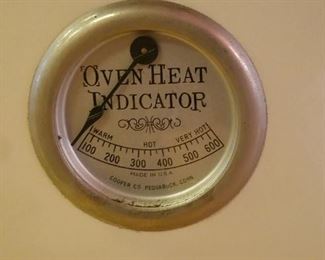 OVEN HEAT
INDICATOR
WARM HOT VERY HOT
100 200 300 400 500 600
MADE IN U.S.A.
COOPER CO. PEQUABUCK, CONN.